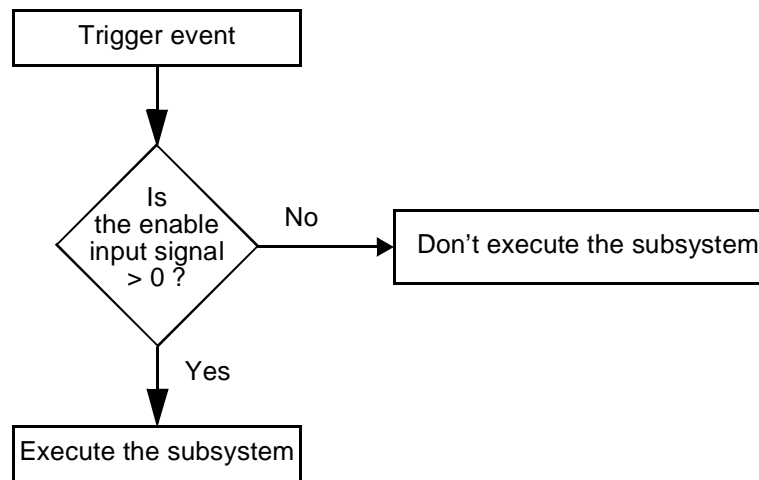 Trigger event
Is
the enable
input signal
> 0 ?
No
Don't execute the subsystem
Yes
Execute the subsystem